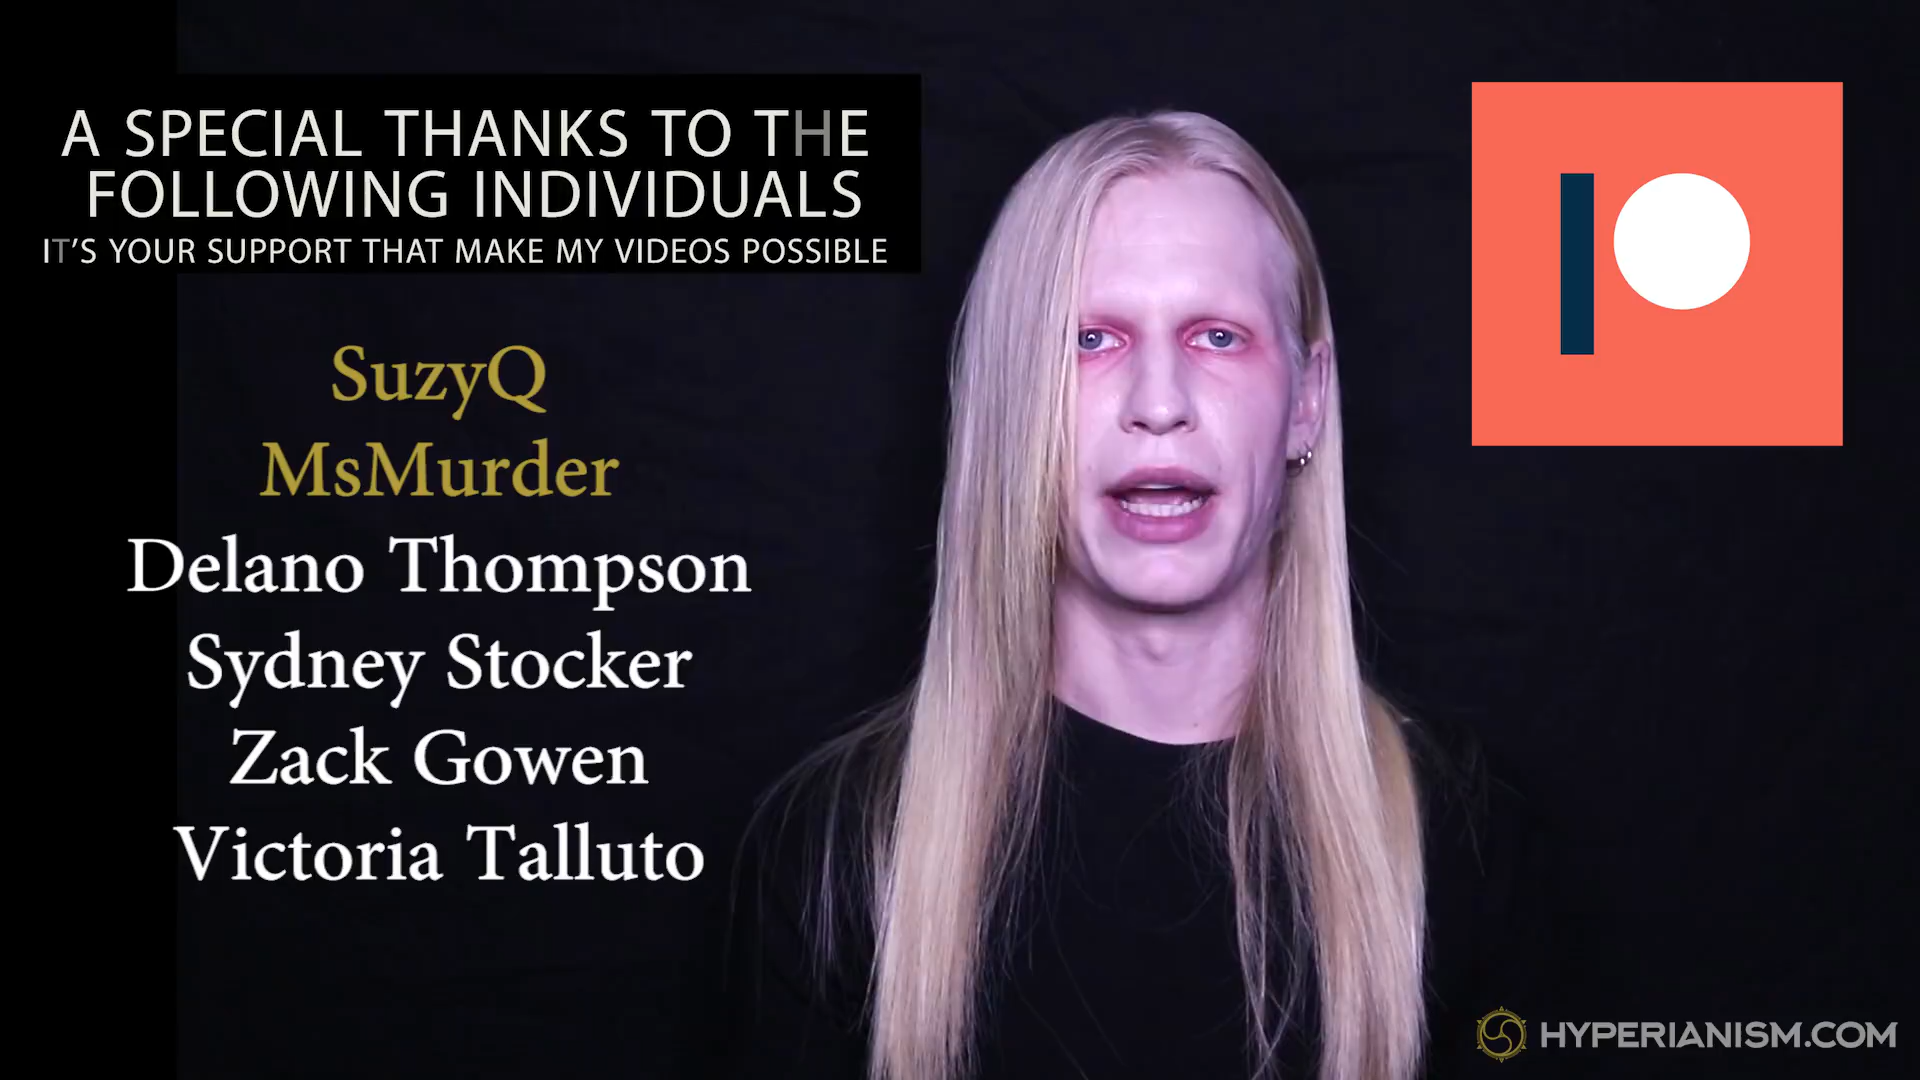 A SPECIAL THANKS TO THE
FOLLOWING INDIVIDUALS
IT'S YOUR SUPPORT THAT MAKE MY VIDEOS POSSIBLE
SuzyQ
MsMurder
Delano Thompson
Sydney Stocker
Zack Gowen
Victoria Talluto
HYPERIANISM.COM